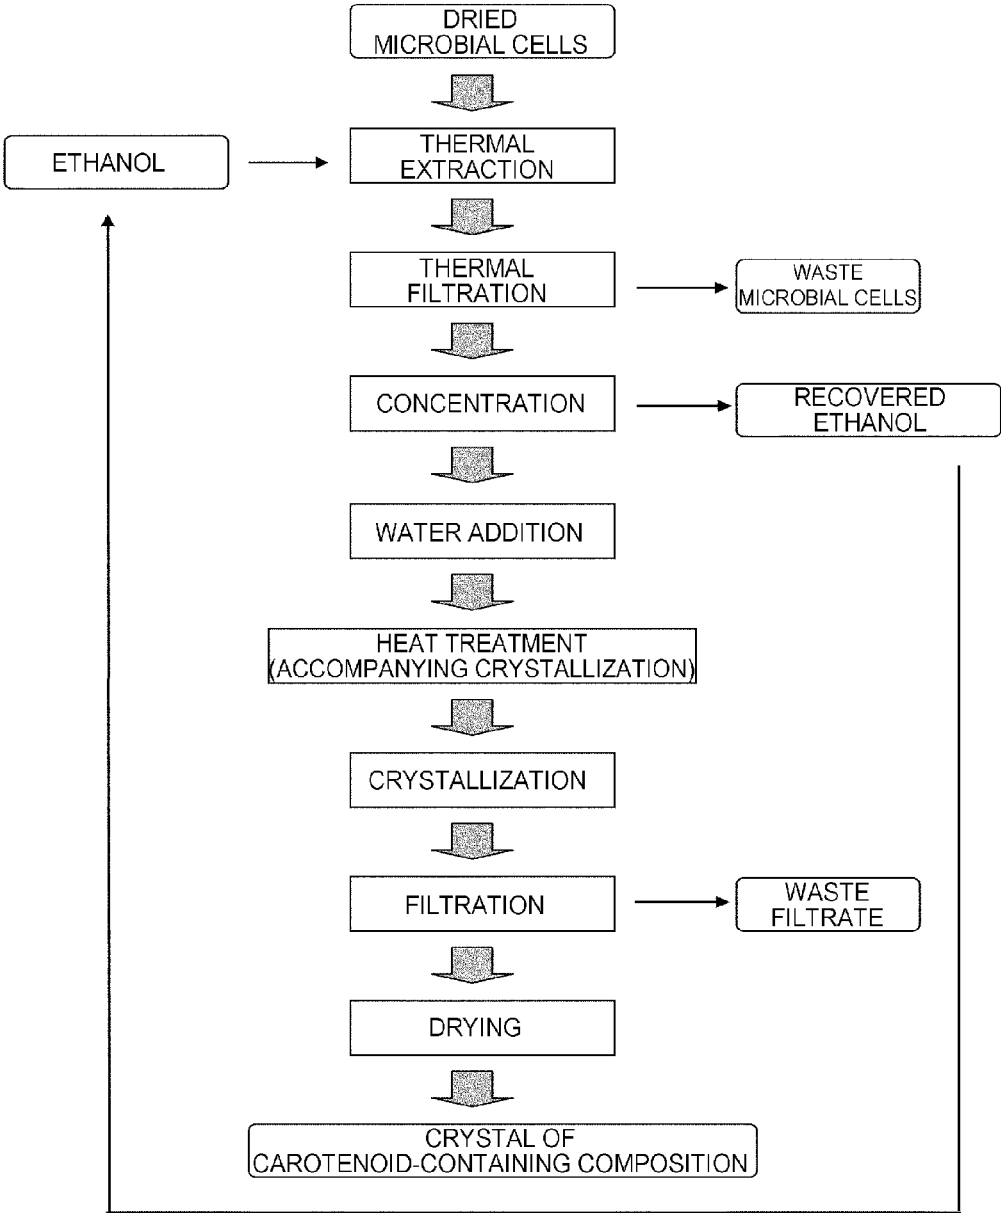 DRIED
MICROBIAL CELLS
ETHANOL
THERMAL
EXTRACTION
THERMAL
FILTRATION
WASTE
MICROBIAL CELLS
CONCENTRATION
RECOVERED
ETHANOL
WATER ADDITION
HEAT TREATMENT
(ACCOMPANYING CRYSTALLIZATION)
CRYSTALLIZATION
FILTRATION
WASTE
FILTRATE
DRYING
CRYSTAL OF
CAROTENOID-CONTAINING COMPOSITION